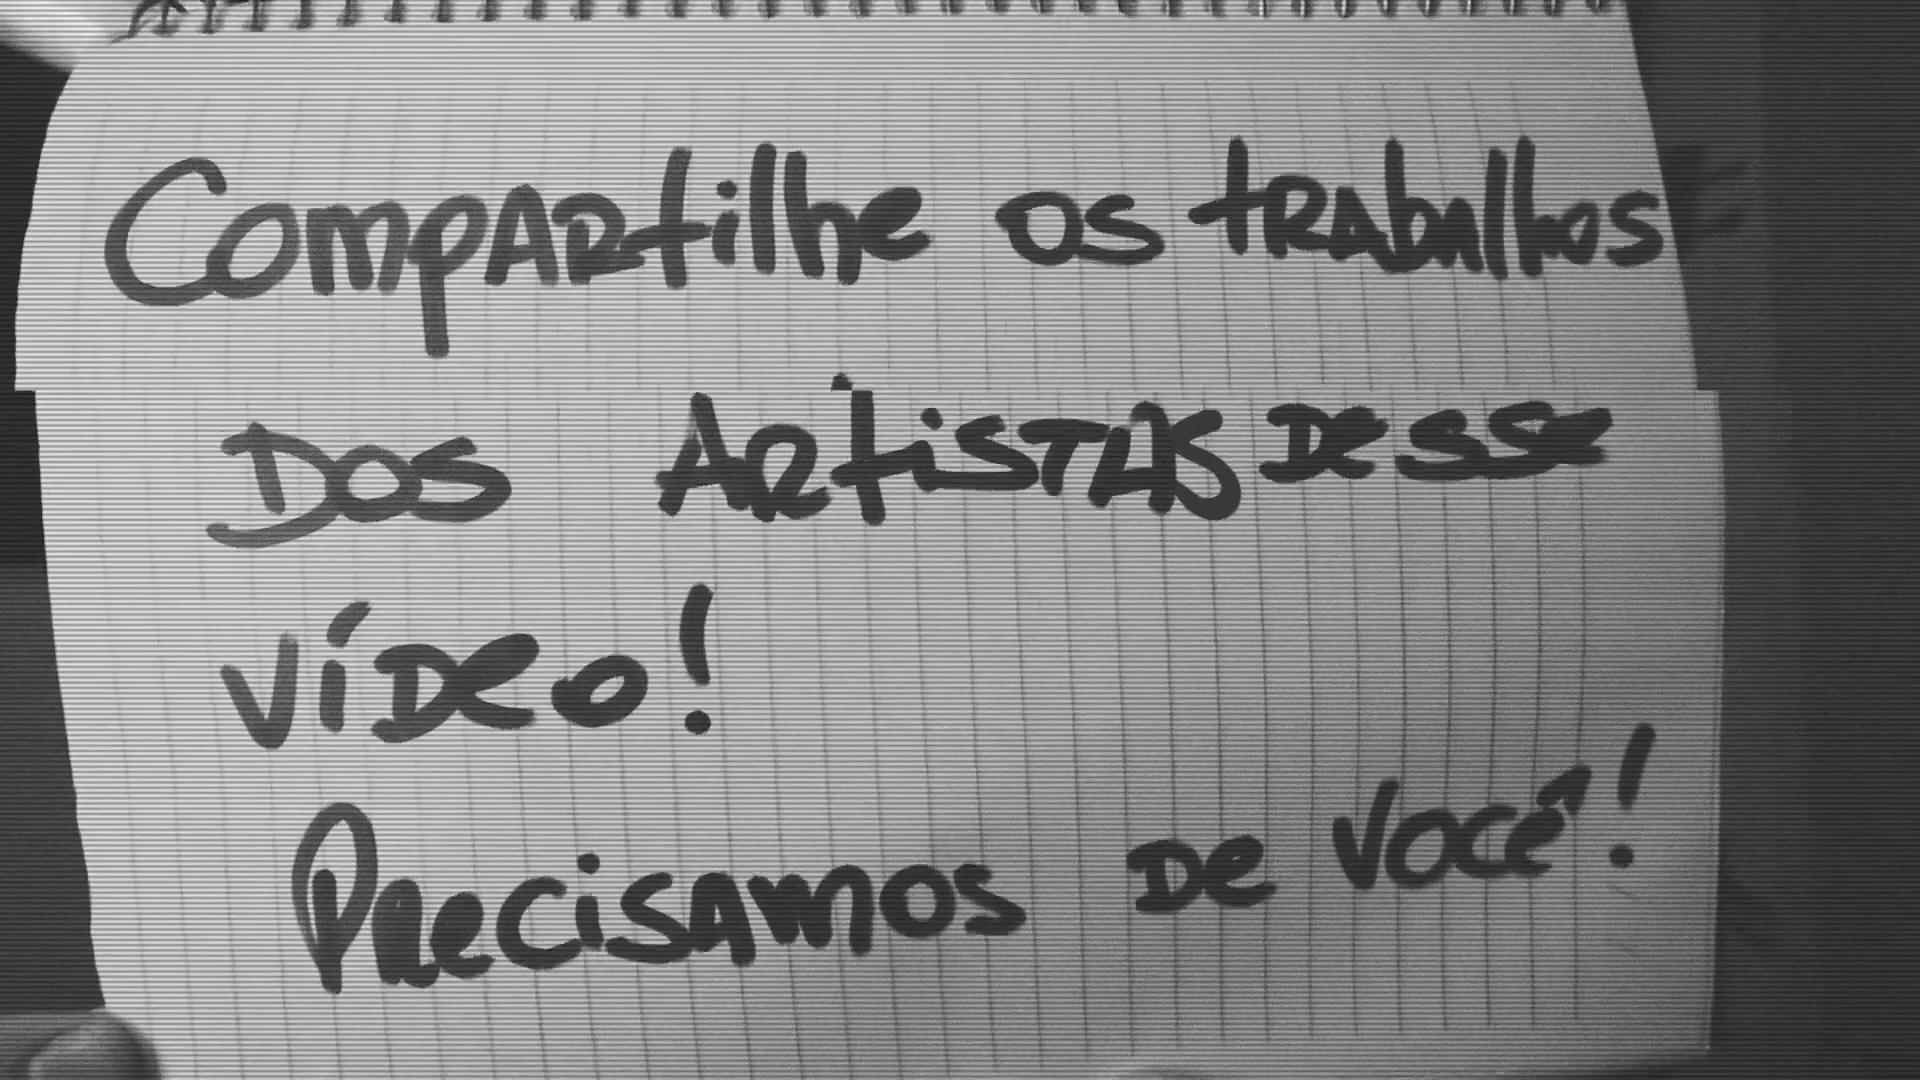 Compartilhe os trabalhos
dos Artistas desse
vídeo!
Precisamos de você!